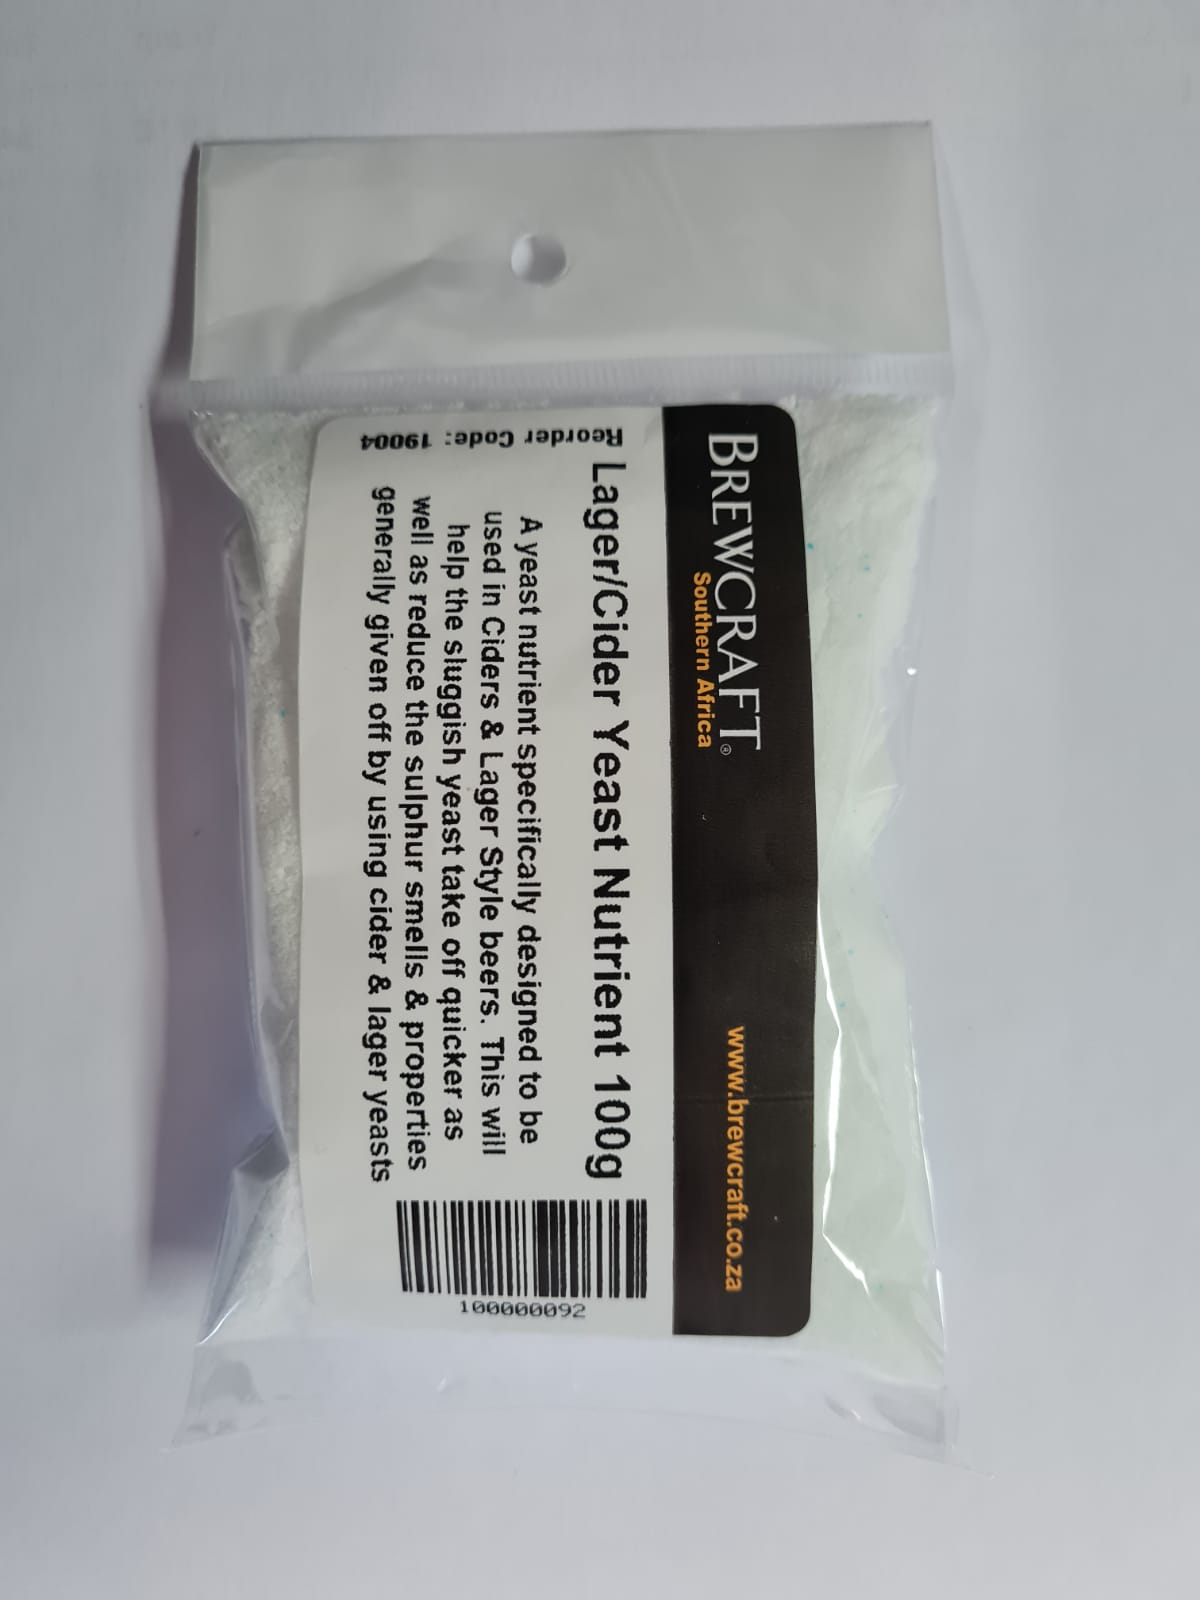 BREWCRAFT®
Southern Africa
www.brewcraft.co.za
Lager/Cider Yeast Nutrient 100g
A yeast nutrient specifically designed to be
used in Ciders & Lager Style beers. This will
help the sluggish yeast take off quicker as
well as reduce the sulphur smells & properties
generally given off by using cider & lager yeasts
Reorder Code: 19004
100000092